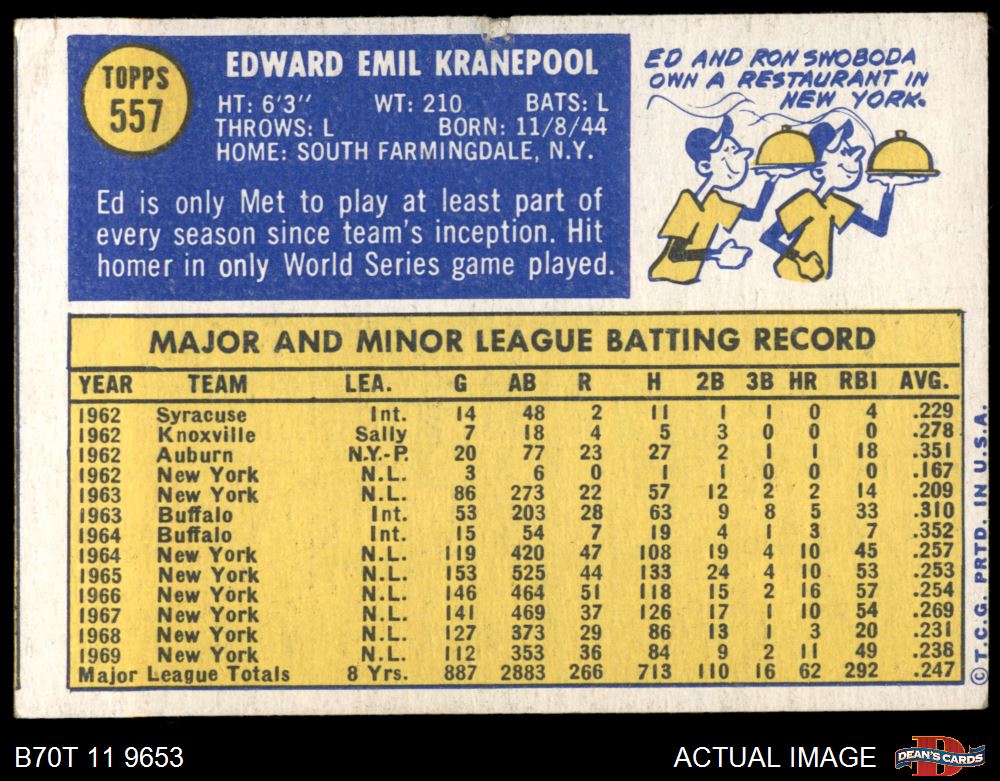 TOPPS
557
EDWARD EMIL KRANEPOOL
HT: 6'3" WT: 210 BATS: L
THROWS: L BORN: 11/8/44
HOME: SOUTH FARMINGDALE, N.Y.
Ed is only Met to play at least part of
every season since team's inception. Hit
homer in only World Series game played.
ED AND RON SWOBODA
OWN A RESTAURANT IN
NEW YORK.
MAJOR AND MINOR LEAGUE BATTING RECORD
YEAR TEAM LEA. G AB R H 2B 3B HR RBI AVG.
1962 Syracuse Int. 14 48 2 11 1 1 0 4 .229
1962 Knoxville Sally 7 18 4 5 3 0 0 0 .278
1962 Auburn N.Y.-P. 20 77 23 27 2 1 1 18 .351
1962 New York N.L. 3 6 0 1 1 0 0 0 .167
1963 New York N.L. 86 273 22 57 12 2 2 14 .209
1963 Buffalo Int. 53 203 28 63 9 8 5 33 .310
1964 Buffalo Int. 15 54 7 19 4 1 3 7 .352
1964 New York N.L. 119 420 47 108 19 4 10 45 .257
1965 New York N.L. 153 525 44 133 24 4 10 53 .253
1966 New York N.L. 146 464 51 118 15 2 16 57 .254
1967 New York N.L. 141 469 37 126 17 1 10 54 .269
1968 New York N.L. 127 373 29 86 13 1 3 20 .231
1969 New York N.L. 112 353 36 84 9 2 11 49 .238
Major League Totals 8 Yrs. 887 2883 266 713 110 16 62 292 .247
© T.C.G. PRTD. IN U.S.A.
B70T 11 9653
ACTUAL IMAGE
D
DEAN'S CARDS